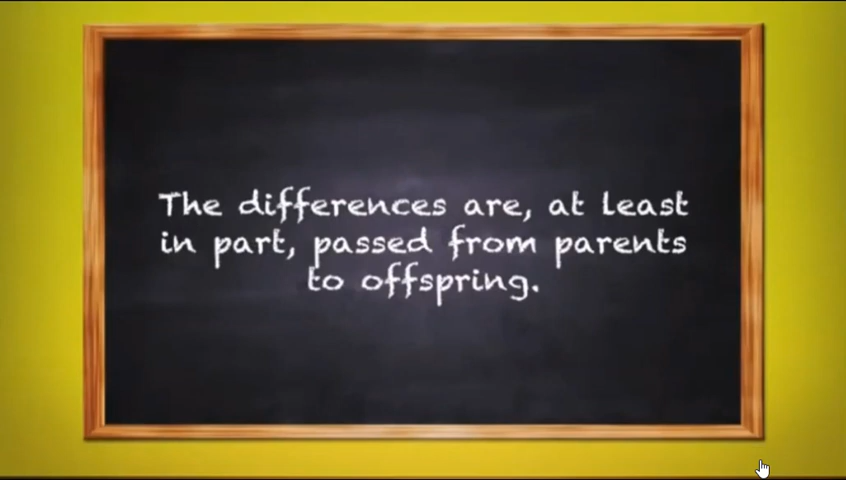 The differences are, at least
in part, passed from parents
to offspring.